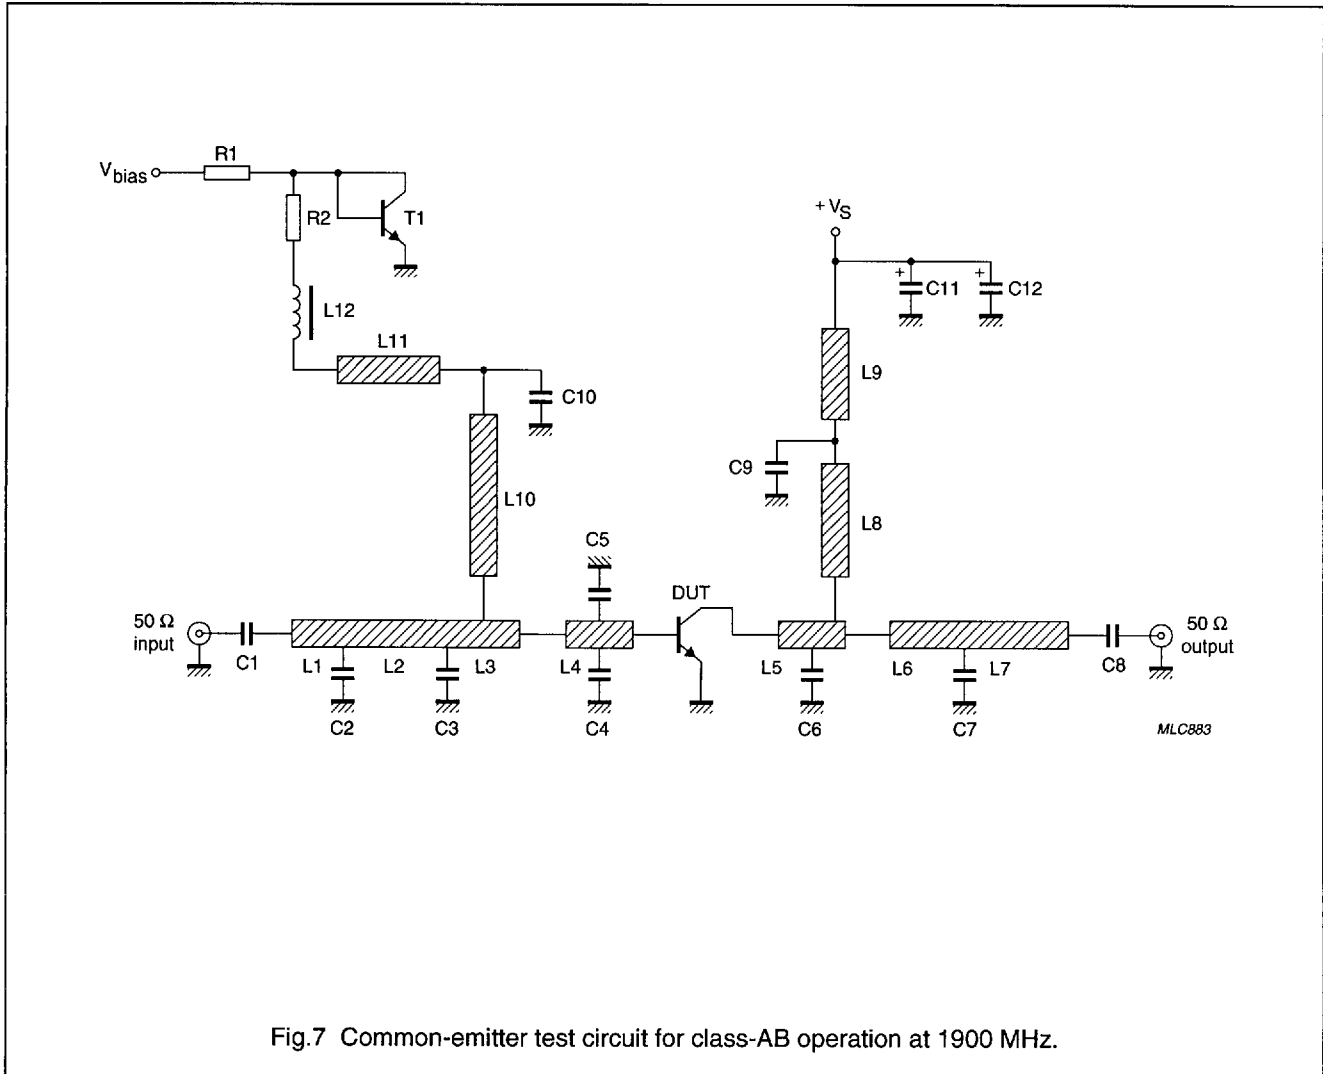 R1
V bias
R2
T1
+ VS
C11
C12
L12
L11
L9
C10
C9
L10
L8
C5
DUT
50 Ω
input
50 Ω
output
C1
L1
L2
L3
L4
L5
L6
L7
C8
C2
C3
C4
C6
C7
MLC883
Fig.7 Common-emitter test circuit for class-AB operation at 1900 MHz.